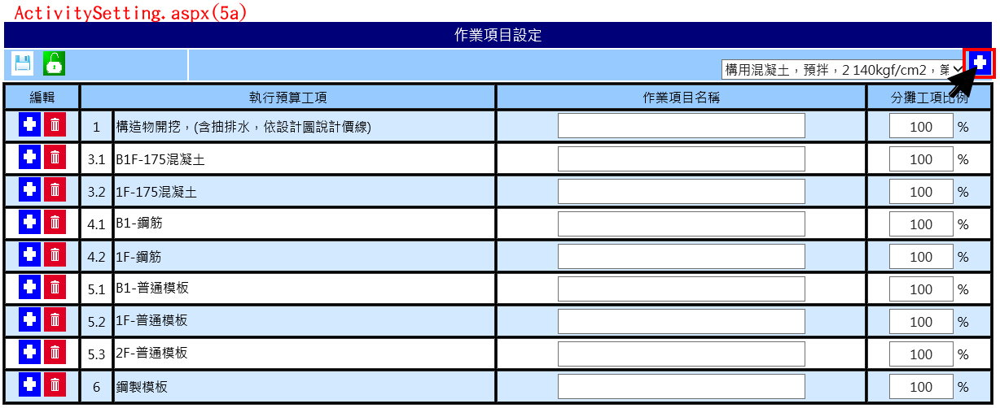 ActivitySetting.aspx(5a)
作業項目設定
構用混凝土，預拌，2 140kgf/cm2，第
編輯 執行預算工項 作業項目名稱 分攤工項比例
1 構造物開挖，(含抽排水，依設計圖說計價線) 100 %
3.1 B1F-175混凝土 100 %
3.2 1F-175混凝土 100 %
4.1 B1-鋼筋 100 %
4.2 1F-鋼筋 100 %
5.1 B1-普通模板 100 %
5.2 1F-普通模板 100 %
5.3 2F-普通模板 100 %
6 鋼製模板 100 %